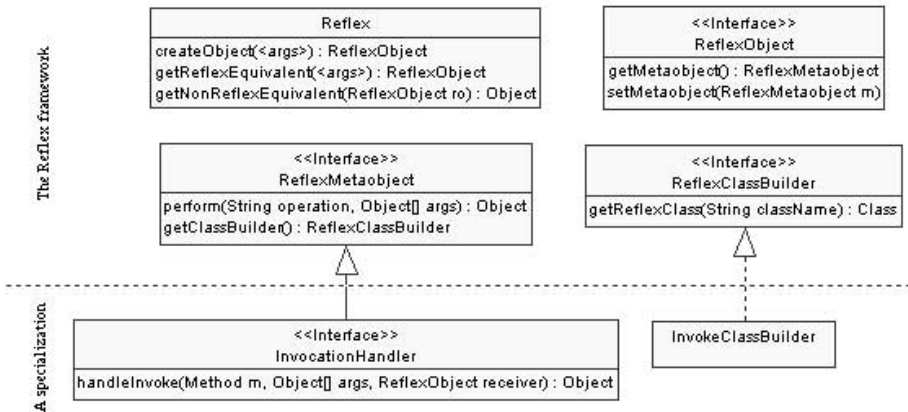 Reflex
createObject(<args>) : ReflexObject
getReflexEquivalent(<args>) : ReflexObject
getNonReflexEquivalent(ReflexObject ro) : Object
<<Interface>>
ReflexObject
getMetaobject() : ReflexMetaobject
setMetaobject(ReflexMetaobject m)
The Reflex framework
<<Interface>>
ReflexMetaobject
perform(String operation, Object[] args) : Object
getClassBuilder() : ReflexClassBuilder
<<Interface>>
ReflexClassBuilder
getReflexClass(String className) : Class
A specialization
<<Interface>>
InvocationHandler
handleInvoke(Method m, Object[] args, ReflexObject receiver) : Object
InvokeClassBuilder